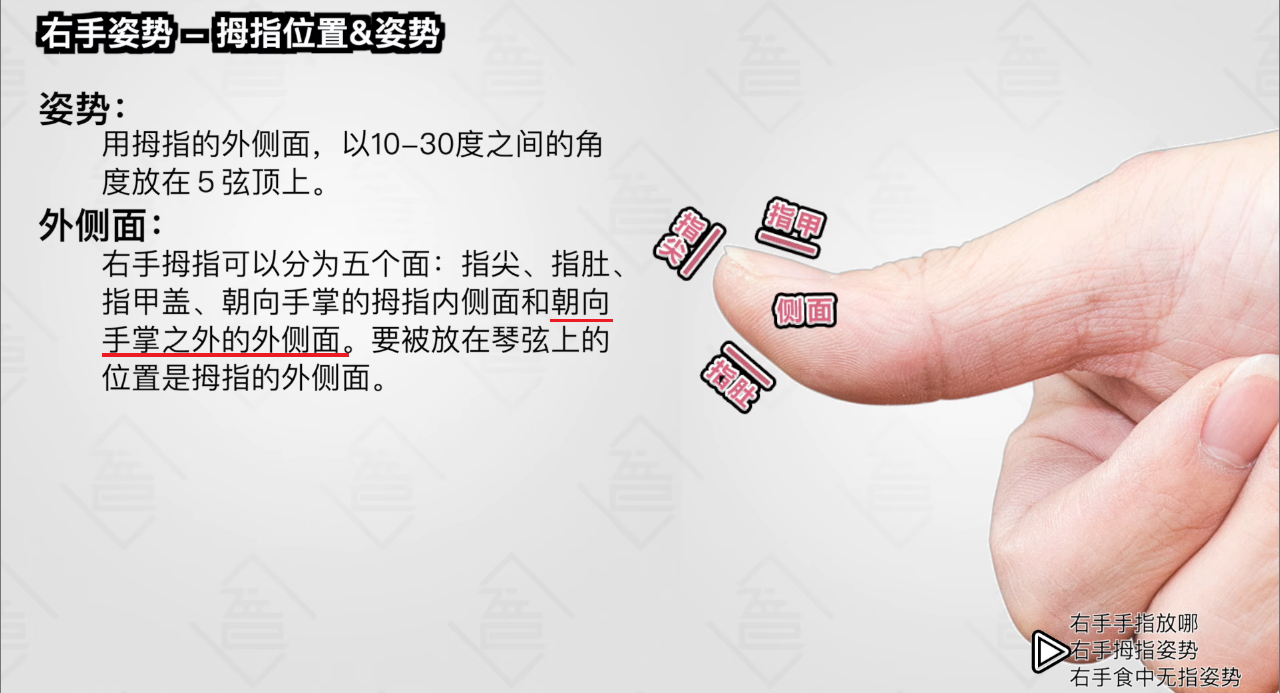 右手姿势 – 拇指位置&姿势
姿势：
用拇指的外侧面，以10-30度之间的角
度放在 5 弦顶上。
外侧面：
右手拇指可以分为五个面：指尖、指肚、
指甲盖、朝向手掌的拇指内侧面和朝向
手掌之外的外侧面。要被放在琴弦上的
位置是拇指的外侧面。
指尖
指甲
侧面
指肚
右手手指放哪
右手拇指姿势
右手食中无指姿势